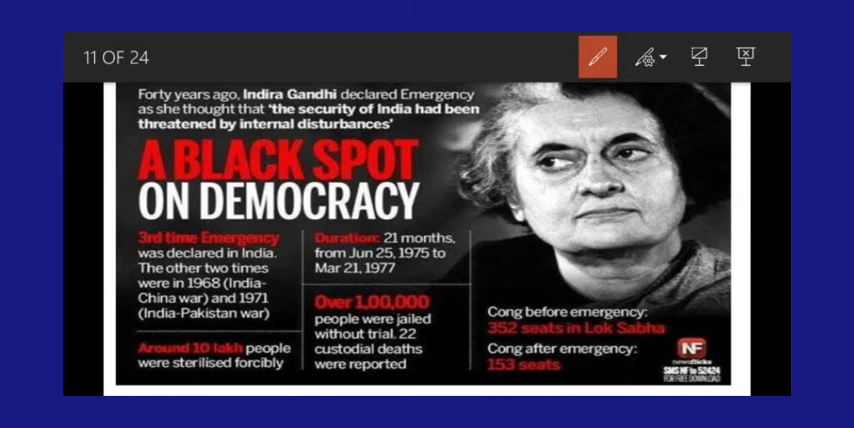 11 OF 24
Forty years ago, Indira Gandhi declared Emergency
as she thought that 'the security of India had been
threatened by internal disturbances'
A BLACK SPOT
ON DEMOCRACY
3rd time Emergency
was declared in India.
The other two times
were in 1968 (India-
China war) and 1971
(India-Pakistan war)
Around 10 lakh people
were sterilised forcibly
Duration: 21 months,
from Jun 25, 1975 to
Mar 21, 1977
Over 1,00,000
people were jailed
without trial. 22
custodial deaths
were reported
Cong before emergency:
352 seats in Lok Sabha
Cong after emergency:
153 seats
NF
newsflicks
SMS NF to 52424
FOR FREE DOWNLOAD